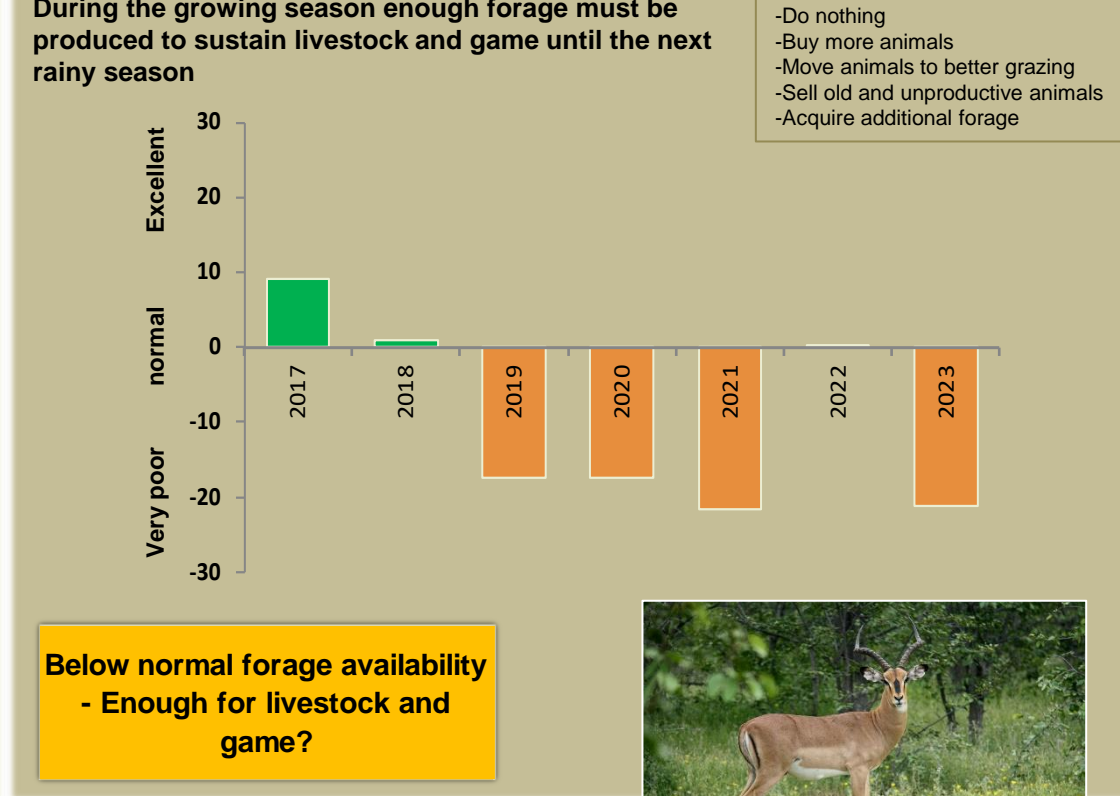 During the growing season enough forage must be
produced to sustain livestock and game until the next
rainy season
-Do nothing
-Buy more animals
-Move animals to better grazing
-Sell old and unproductive animals
-Acquire additional forage
Excellent
normal
Very poor
30
20
10
0
-10
-20
-30
2017
2018
2019
2020
2021
2022
2023
Below normal forage availability
- Enough for livestock and
game?